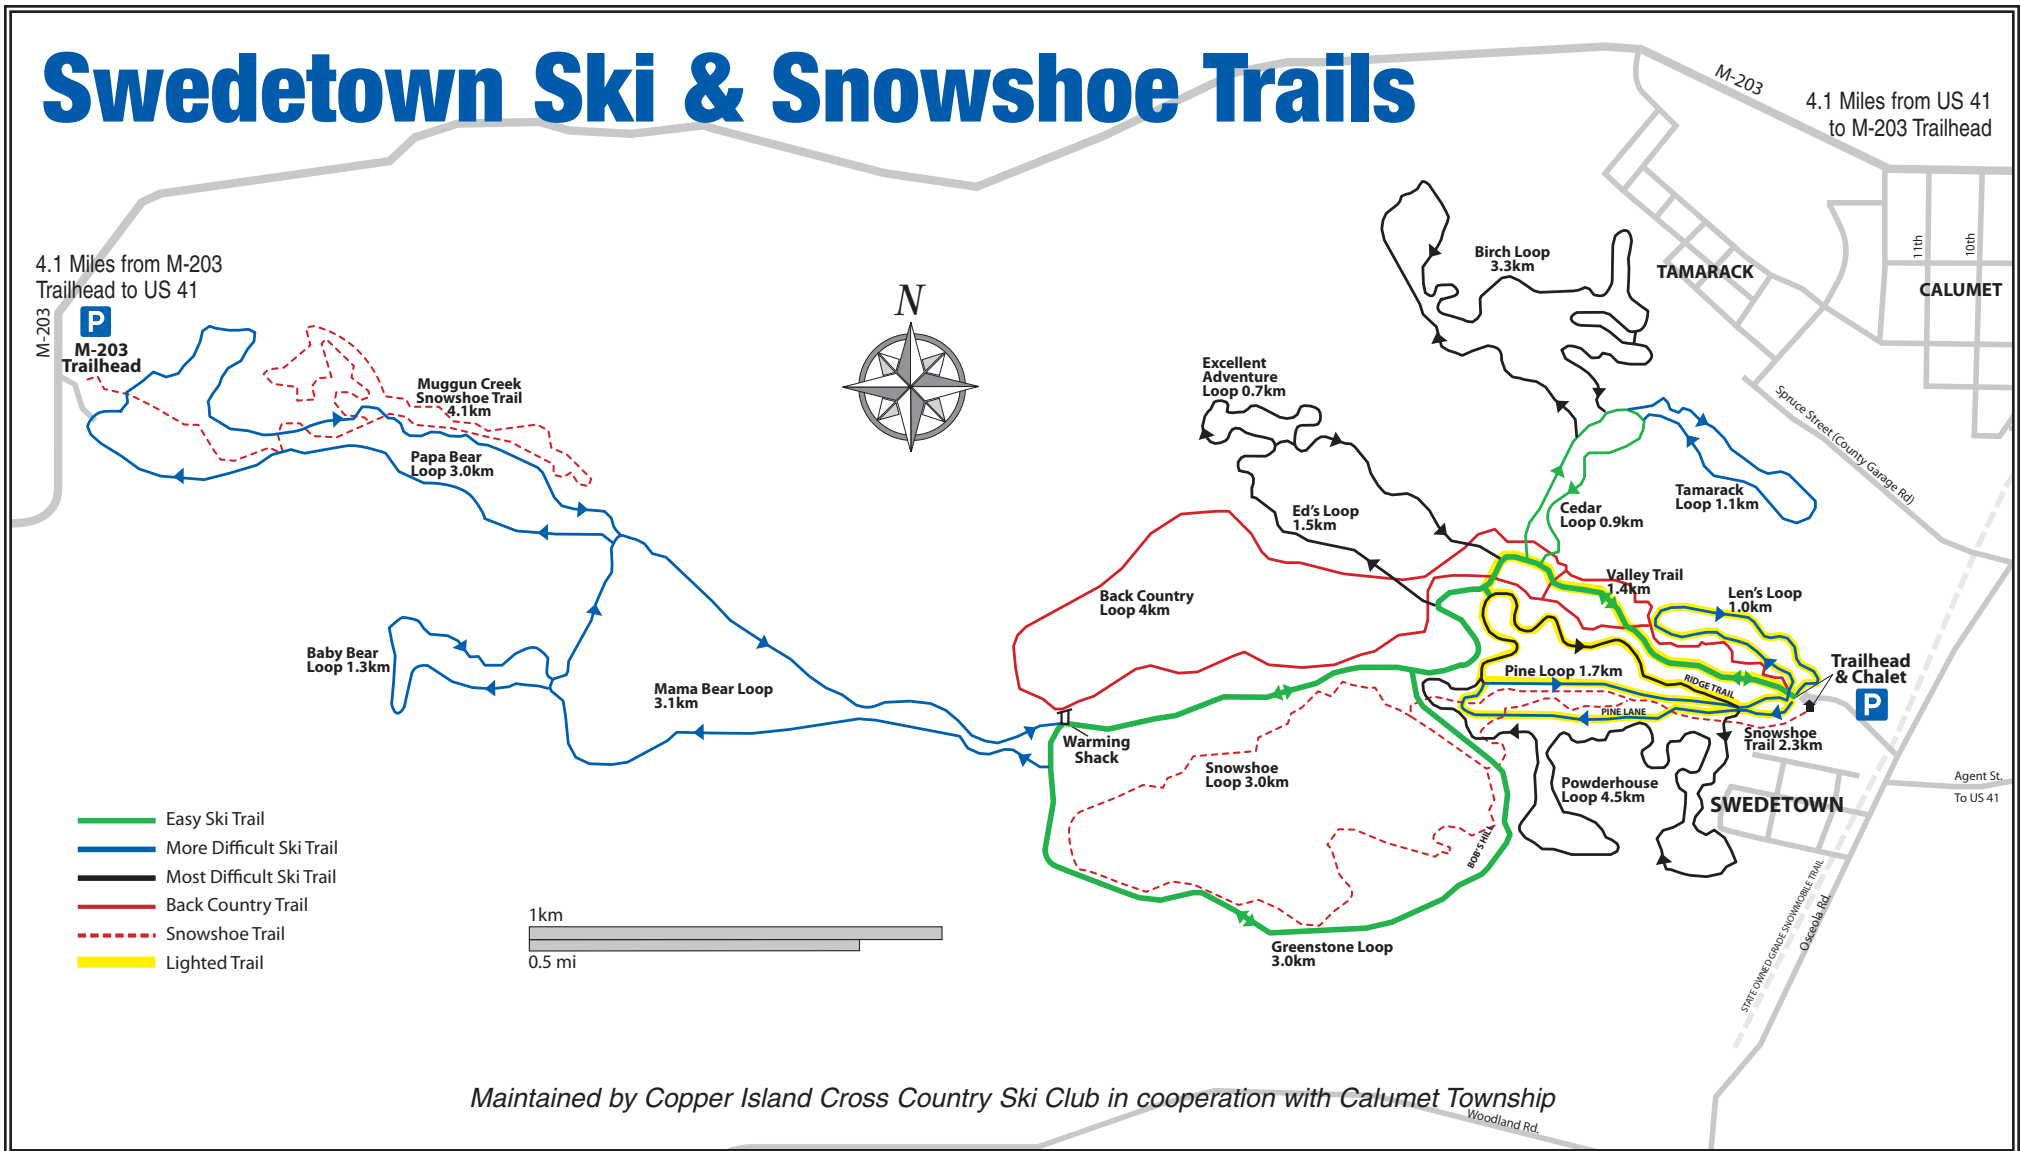 Swedetown Ski & Snowshoe Trails
M-203
4.1 Miles from US 41
to M-203 Trailhead
4.1 Miles from M-203
Trailhead to US 41
P
M-203
M-203
Trailhead
Muggun Creek
Snowshoe Trail
4.1km
Papa Bear
Loop 3.0km
Baby Bear
Loop 1.3km
Mama Bear Loop
3.1km
N
Birch Loop
3.3km
TAMARACK
11th
10th
CALUMET
Excellent
Adventure
Loop 0.7km
Spruce Street (County Garage Rd)
Ed's Loop
1.5km
Cedar
Loop 0.9km
Tamarack
Loop 1.1km
Back Country
Loop 4km
Valley Trail
1.4km
Len's Loop
1.0km
Pine Loop 1.7km
RIDGE TRAIL
PINE LANE
Trailhead
& Chalet
P
Snowshoe
Trail 2.3km
Warming
Shack
Snowshoe
Loop 3.0km
Powderhouse
Loop 4.5km
SWEDETOWN
Agent St.
To US 41
BOB'S HILL
STATE OWNED GRADE SNOWMOBILE TRAIL
Osceola Rd.
Greenstone Loop
3.0km
Easy Ski Trail
More Difficult Ski Trail
Most Difficult Ski Trail
Back Country Trail
Snowshoe Trail
Lighted Trail
1km
0.5 mi
Maintained by Copper Island Cross Country Ski Club in cooperation with Calumet Township
Woodland Rd.